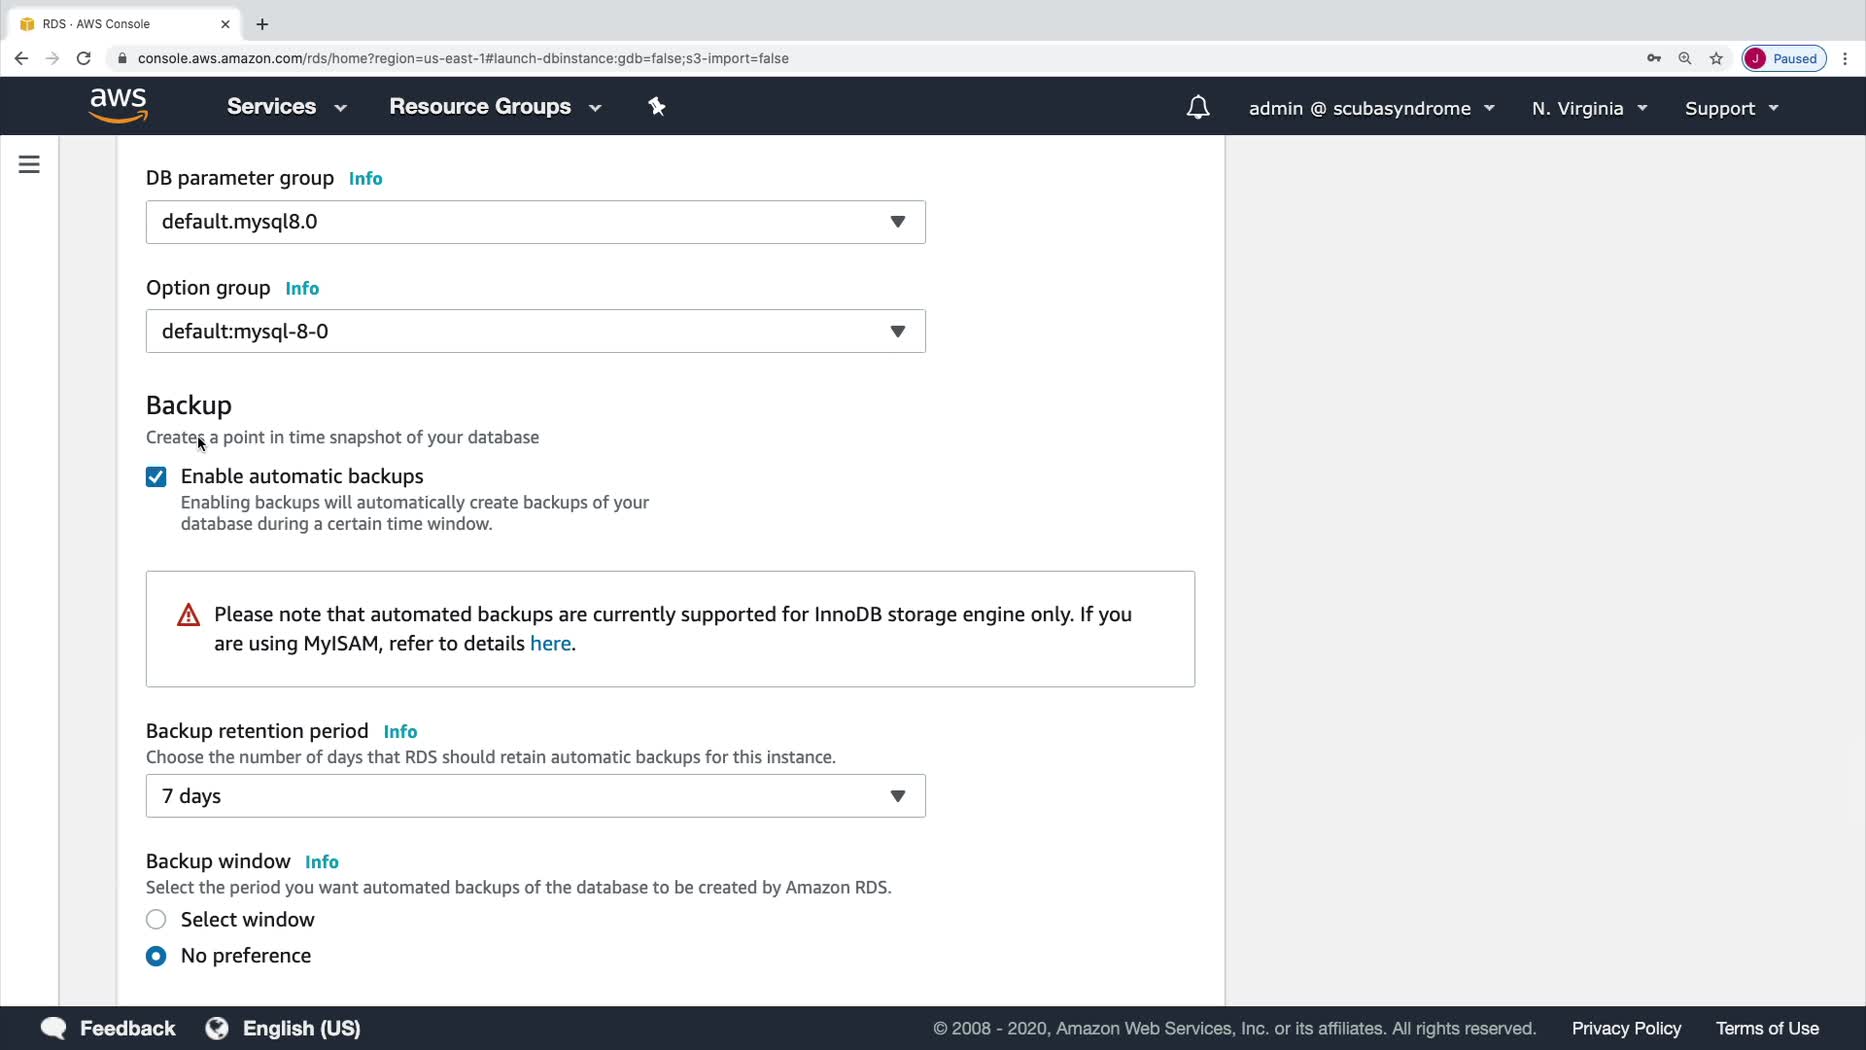 RDS · AWS Console
console.aws.amazon.com/rds/home?region=us-east-1#launch-dbinstance:gdb=false;s3-import=false
J Paused
aws Services Resource Groups admin @ scubasyndrome N. Virginia Support
DB parameter group Info
default.mysql8.0
Option group Info
default:mysql-8-0
Backup
Creates a point in time snapshot of your database
Enable automatic backups
Enabling backups will automatically create backups of your
database during a certain time window.
Please note that automated backups are currently supported for InnoDB storage engine only. If you
are using MyISAM, refer to details here.
Backup retention period Info
Choose the number of days that RDS should retain automatic backups for this instance.
7 days
Backup window Info
Select the period you want automated backups of the database to be created by Amazon RDS.
Select window
No preference
Feedback English (US) © 2008 - 2020, Amazon Web Services, Inc. or its affiliates. All rights reserved. Privacy Policy Terms of Use